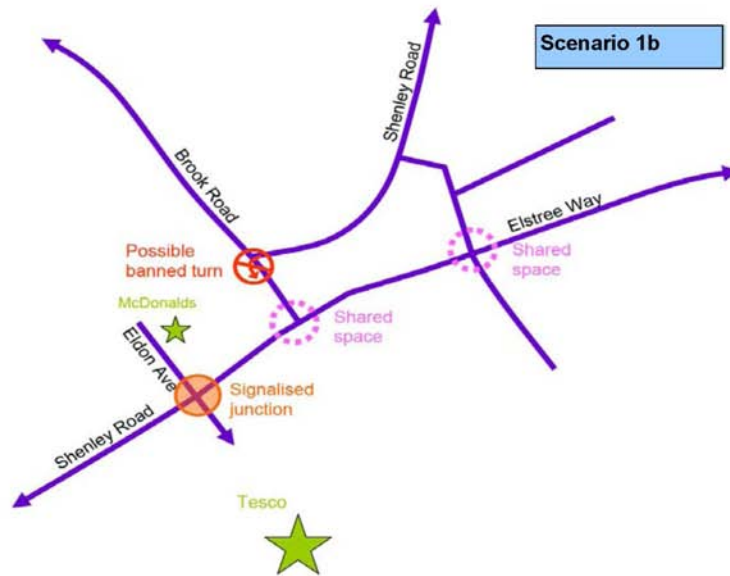 Scenario 1b
Shenley Road
Brook Road
Elstree Way
Possible
banned turn
Shared
space
McDonalds
Shared
space
Eldon Ave
Signalised
junction
Shenley Road
Tesco